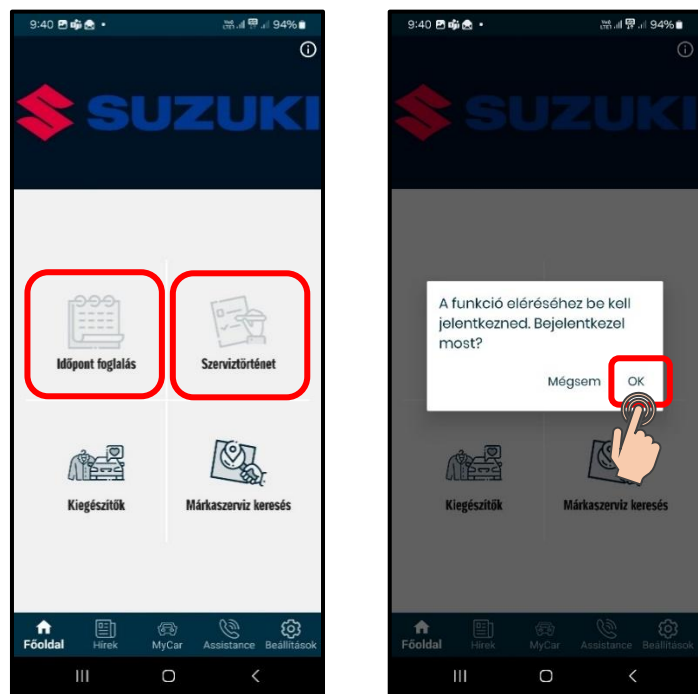 9:40
94%
SUZUKI
Időpont foglalás
Szerviztörténet
Kiegészítők
Márkaszerviz keresés
Főoldal
Hírek
MyCar
Assistance
Beállítások
9:40
94%
SUZUKI
A funkció eléréséhez be kell
jelentkezned. Bejelentkezel
most?
Mégsem
OK
Kiegészítők
Márkaszerviz keresés
Főoldal
Hírek
MyCar
Assistance
Beállítások